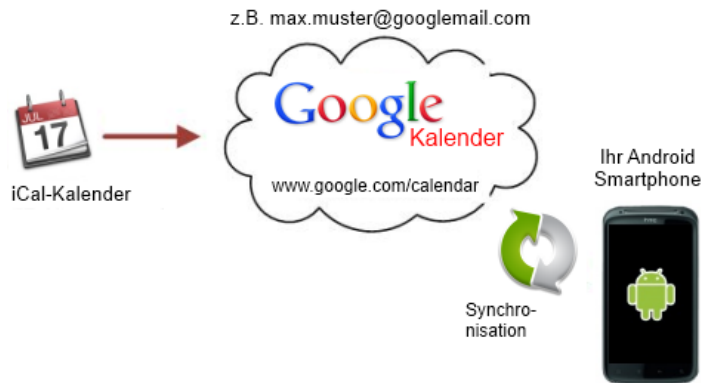 z.B. max.muster@googlemail.com
Google
Kalender
www.google.com/calendar
JUL
17
iCal-Kalender
Ihr Android
Smartphone
hTC
Synchro-
nisation